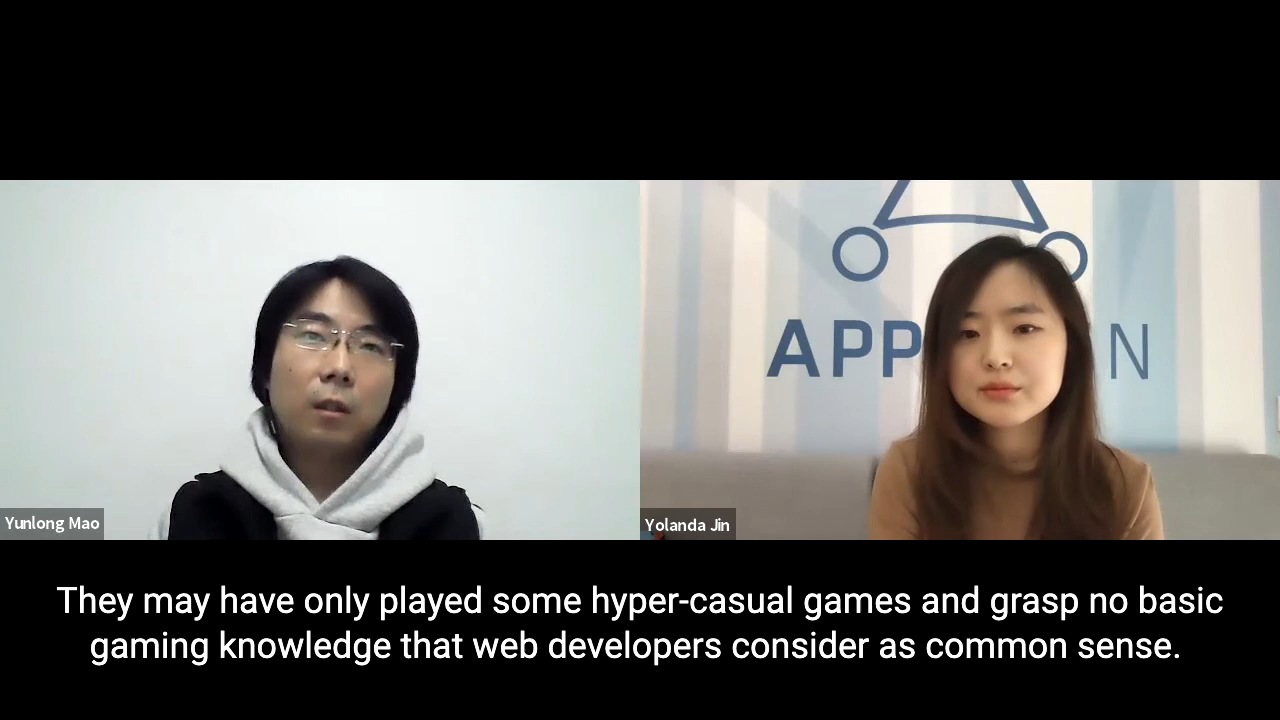 APP N
Yunlong Mao
Yolanda Jin
They may have only played some hyper-casual games and grasp no basic
gaming knowledge that web developers consider as common sense.